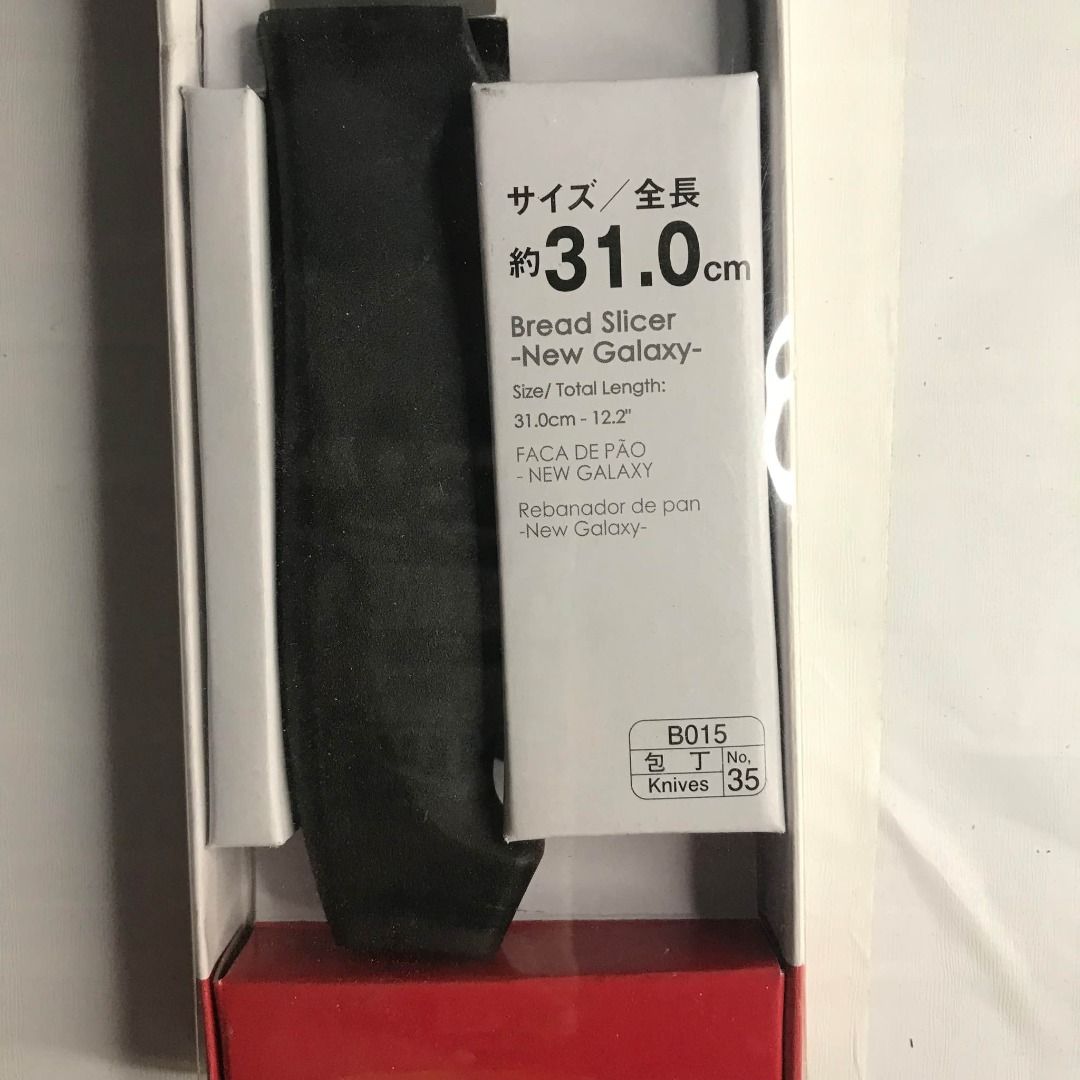 サイズ／全長
約31.0cm
Bread Slicer
-New Galaxy-
Size/ Total Length:
31.0cm - 12.2"
FACA DE PÃO
- NEW GALAXY
Rebanador de pan
-New Galaxy-
B015
包丁 No,
Knives 35